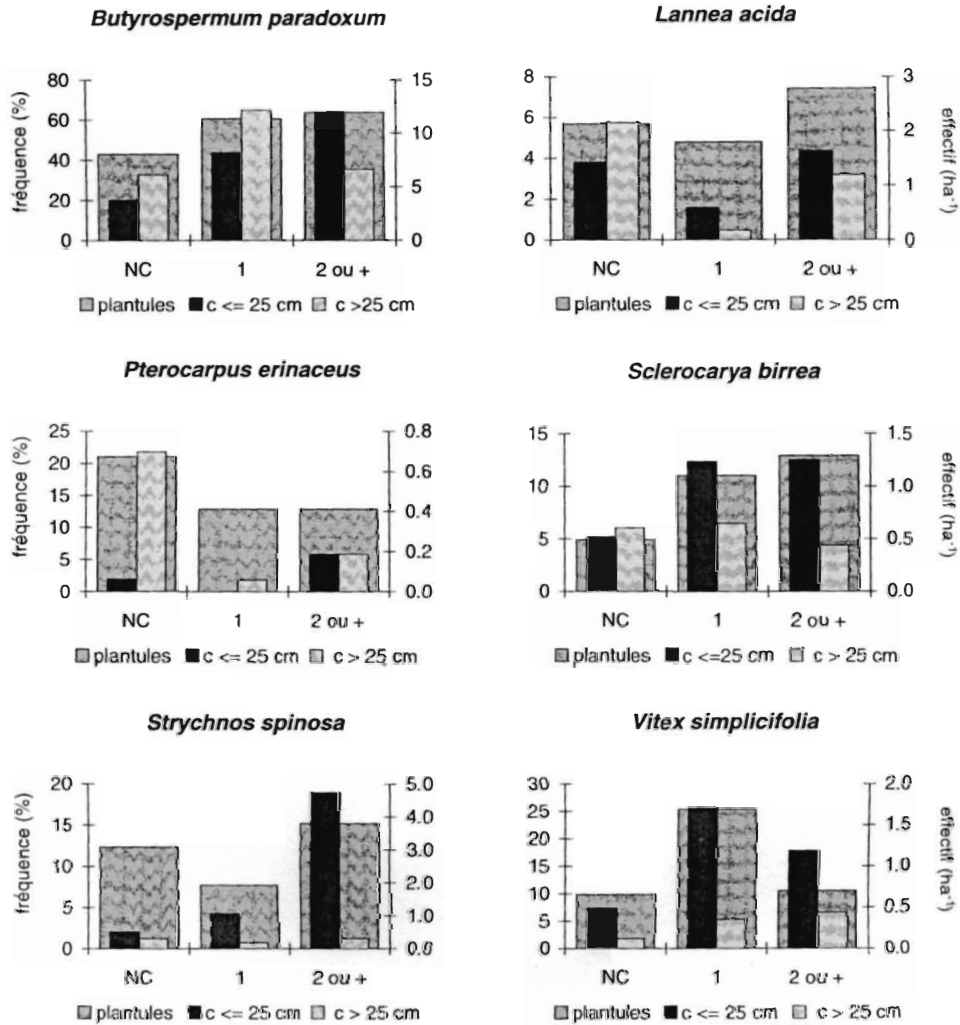 Butyrospermum paradoxum
fréquence (%)
80
60
40
20
0
15
10
5
0
NC 1 2 ou +
plantules c <= 25 cm c >25 cm
Lannea acida
8
6
4
2
0
3
2
1
0
effectif (ha-1)
NC 1 2 ou +
plantules c <= 25 cm c > 25 cm
Pterocarpus erinaceus
fréquence (%)
25
20
15
10
5
0
0.8
0.6
0.4
0.2
0.0
NC 1 2 ou +
plantules c <= 25 cm c > 25 cm
Sclerocarya birrea
15
10
5
0
1.5
1.0
0.5
0.0
effectif (ha-1)
NC 1 2 ou +
plantules c <=25 cm c > 25 cm
Strychnos spinosa
fréquence (%)
20
15
10
5
0
5.0
4.0
3.0
2.0
1.0
0.0
NC 1 2 ou +
plantules c <= 25 cm c > 25 cm
Vitex simplicifolia
30
25
20
15
10
5
0
2.0
1.5
1.0
0.5
0.0
effectif (ha-1)
NC 1 2 ou +
plantules c <= 25 cm c > 25 cm